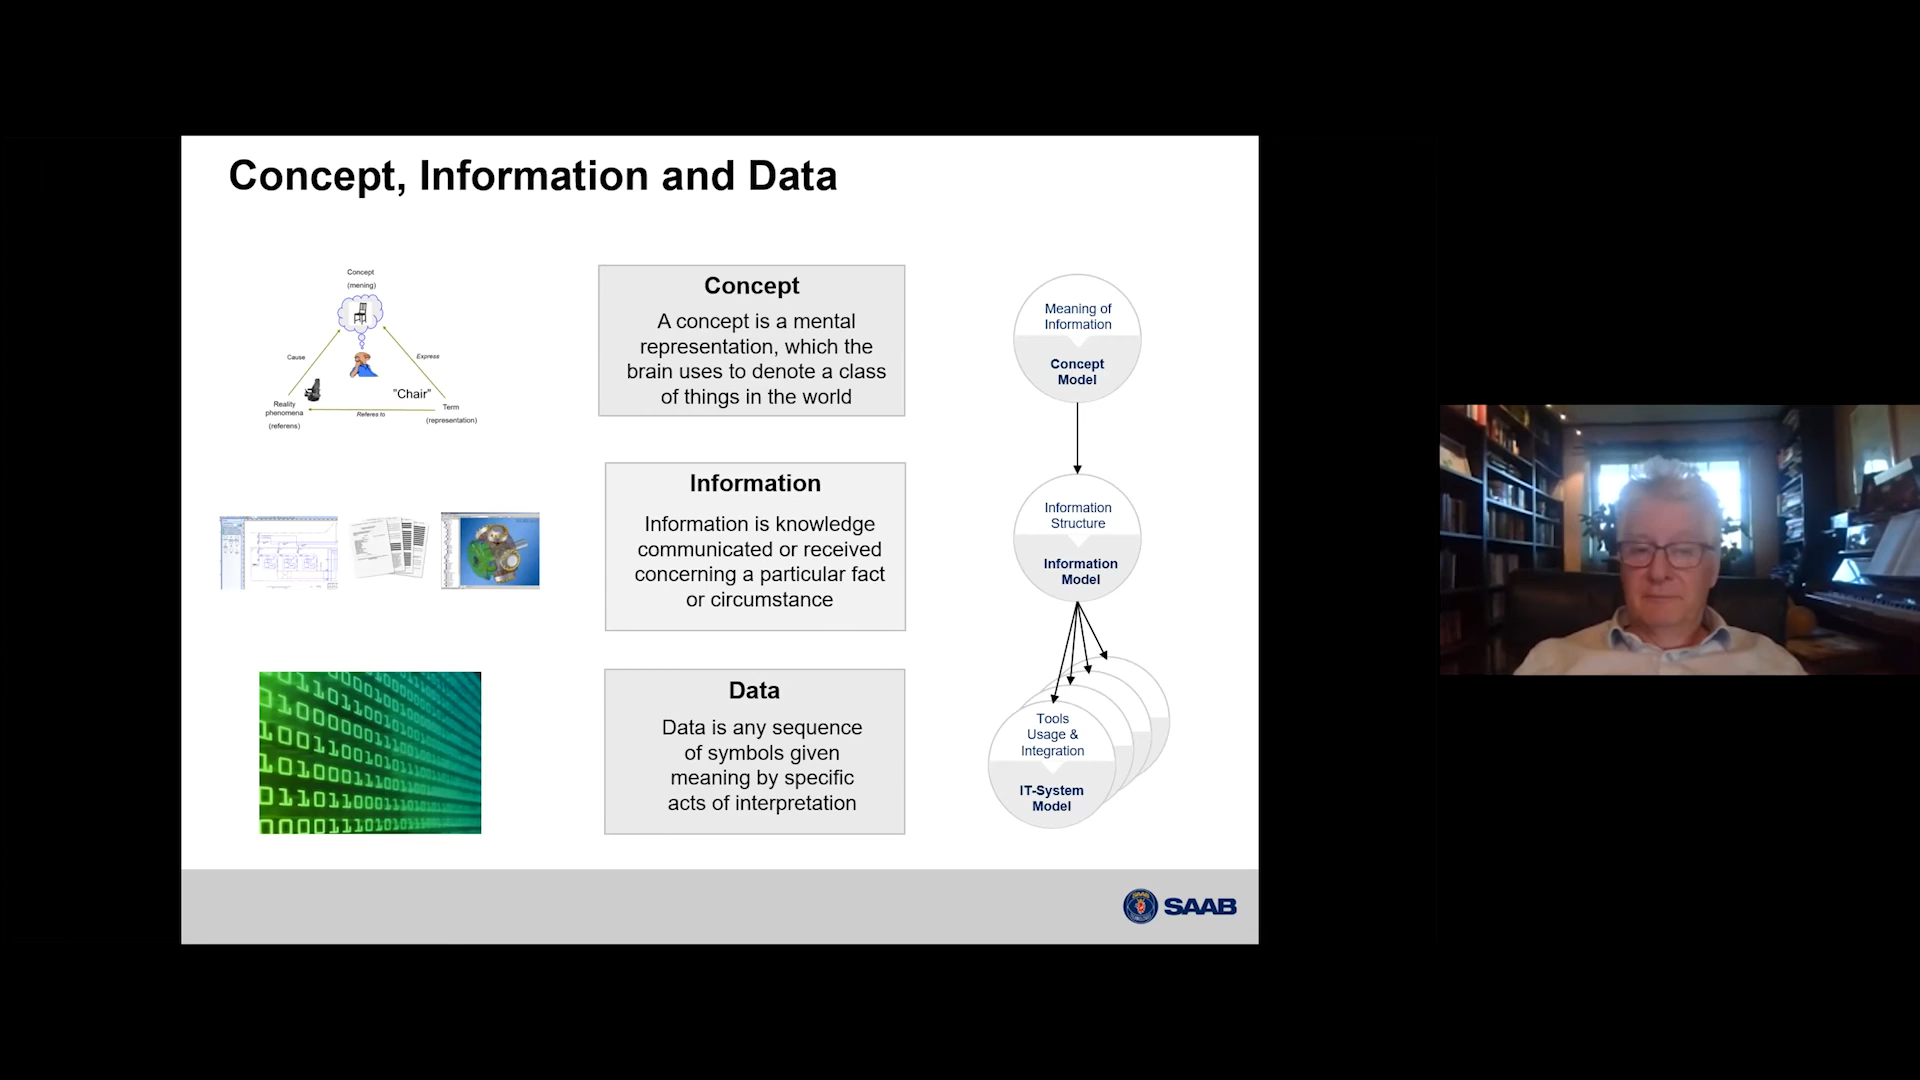 Concept, Information and Data
Concept
(mening)
Cause
Express
"Chair"
Reality
phenomena
(referens)
Referes to
Term
(representation)
Concept
A concept is a mental
representation, which the
brain uses to denote a class
of things in the world
Meaning of
Information
Concept
Model
Information
Information is knowledge
communicated or received
concerning a particular fact
or circumstance
Information
Structure
Information
Model
Data
Data is any sequence
of symbols given
meaning by specific
acts of interpretation
Tools
Usage &
Integration
IT-System
Model
SAAB